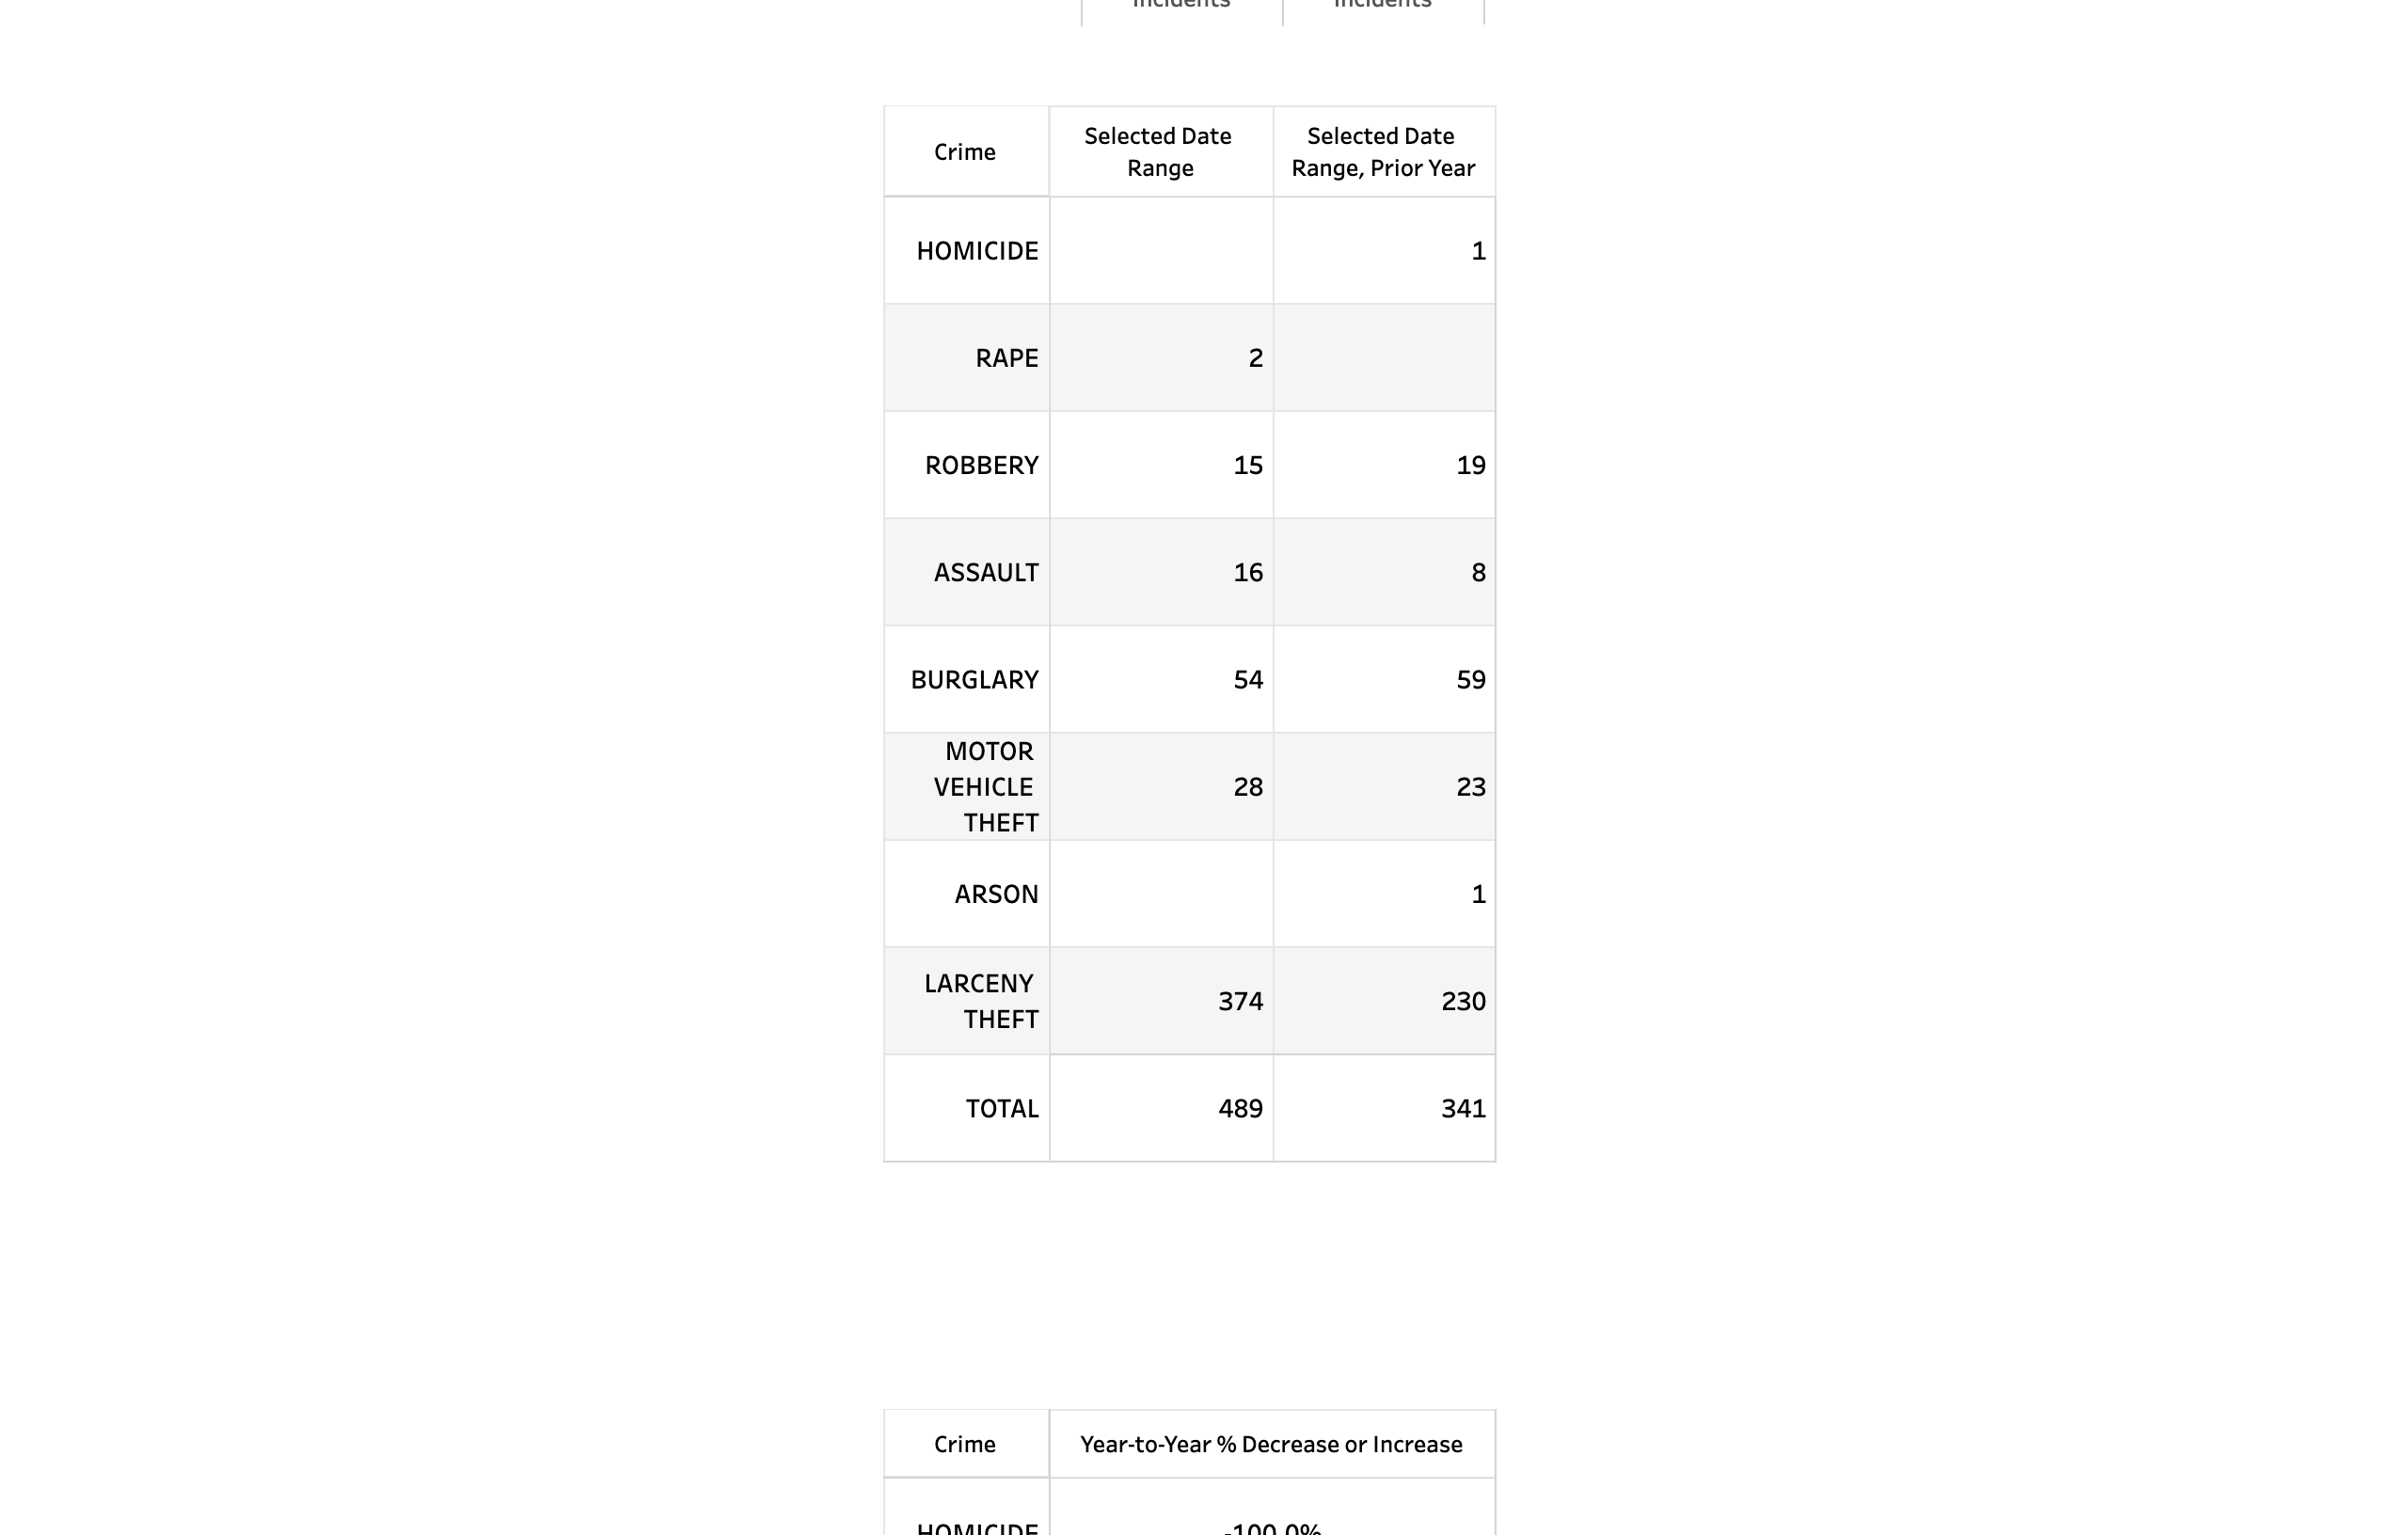 Incidents Incidents
Crime Selected Date Range Selected Date Range, Prior Year
HOMICIDE 1
RAPE 2
ROBBERY 15 19
ASSAULT 16 8
BURGLARY 54 59
MOTOR VEHICLE THEFT 28 23
ARSON 1
LARCENY THEFT 374 230
TOTAL 489 341
Crime Year-to-Year % Decrease or Increase
HOMICIDE -100.0%